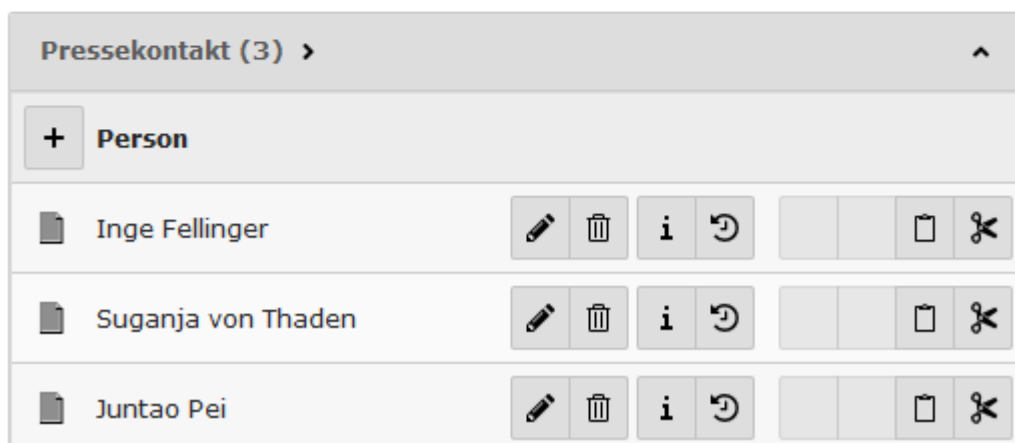 Pressekontakt (3)
Person
Inge Fellinger
Suganja von Thaden
Juntao Pei